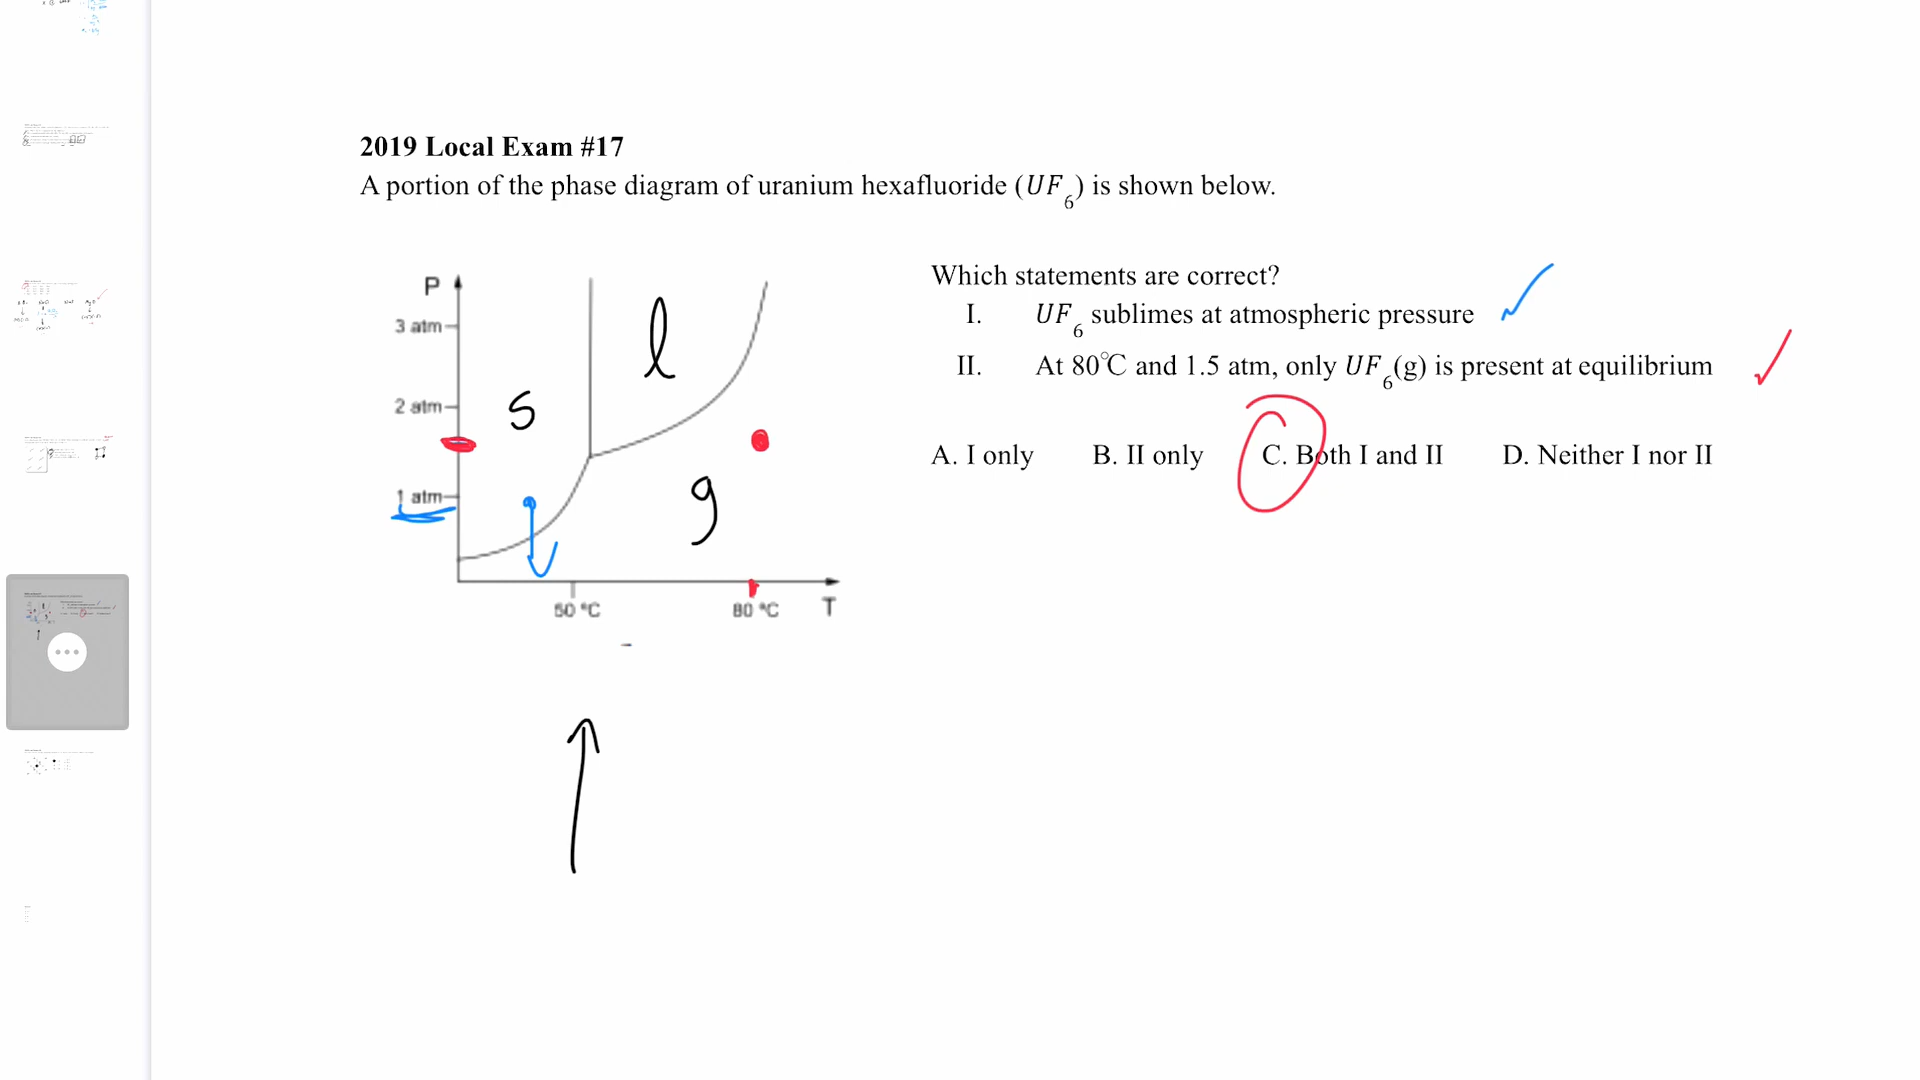 2019 Local Exam #17
A portion of the phase diagram of uranium hexafluoride (UF₆) is shown below.
P
3 atm
2 atm
1 atm
s
l
g
50 °C
80 °C
T
Which statements are correct?
I. UF₆ sublimes at atmospheric pressure
II. At 80℃ and 1.5 atm, only UF₆(g) is present at equilibrium
A. I only B. II only C. Both I and II D. Neither I nor II